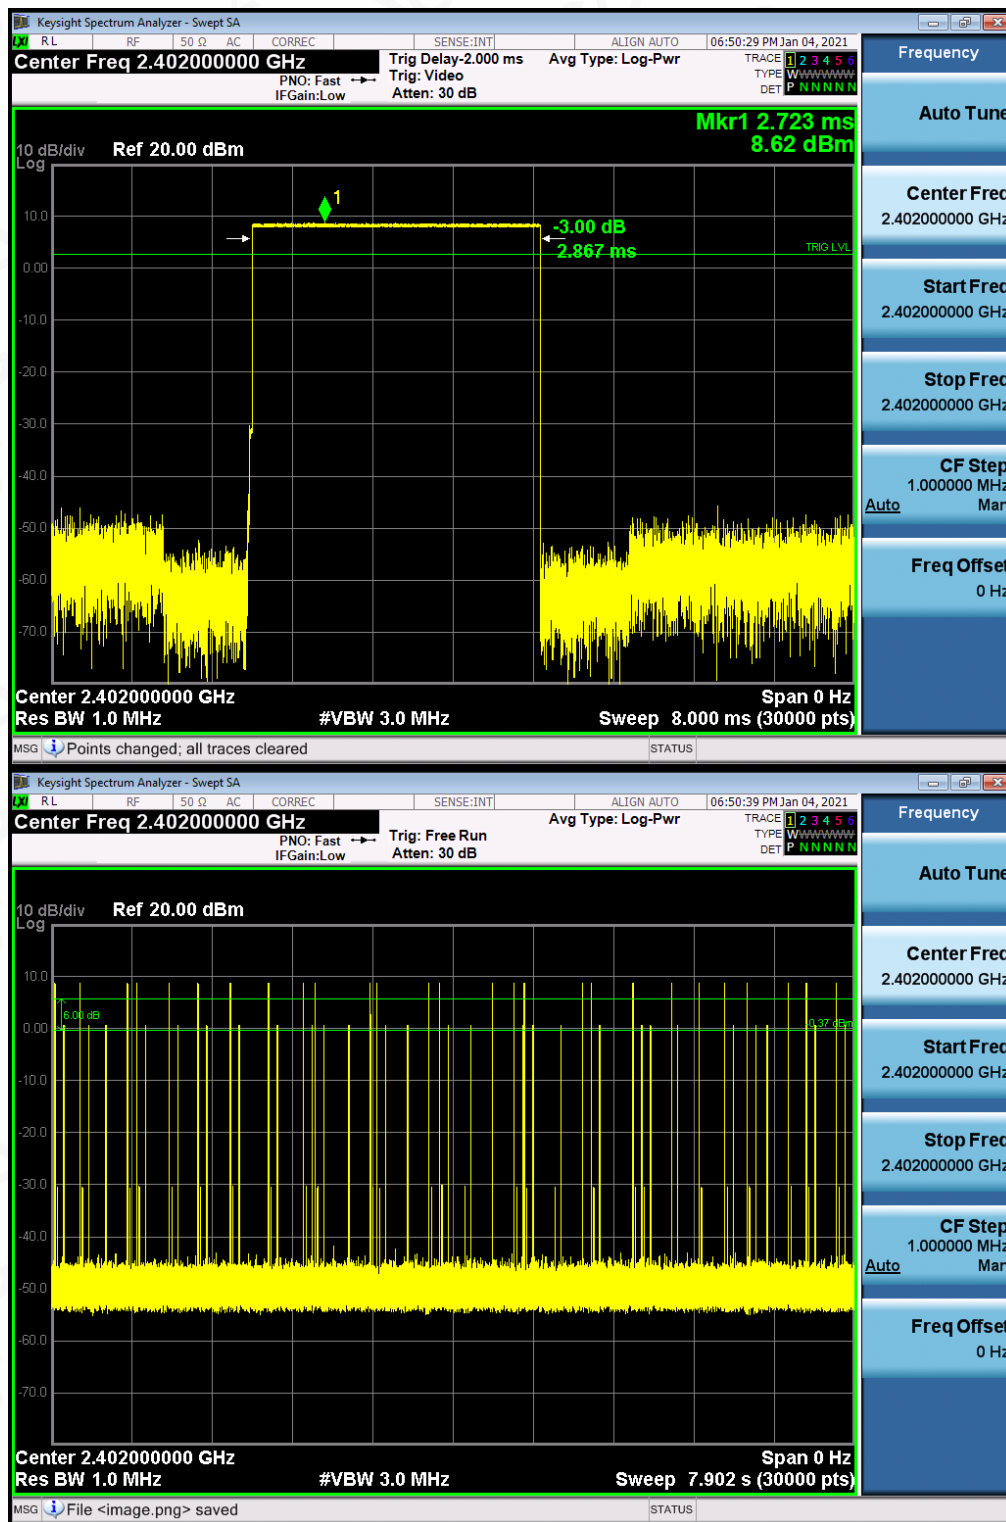 Keysight Spectrum Analyzer - Swept SA
LXI RL RF 50 Ω AC CORREC SENSE:INT ALIGN AUTO 06:50:29 PM Jan 04, 2021
Center Freq 2.402000000 GHz
PNO: Fast
IFGain:Low
Trig Delay-2.000 ms
Trig: Video
Atten: 30 dB
Avg Type: Log-Pwr
TRACE 1 2 3 4 5 6
TYPE WWWWWW
DET P N N N N N
Mkr1 2.723 ms
8.62 dBm
10 dB/div Ref 20.00 dBm
Log
1
10.0
-3.00 dB
2.867 ms
TRIG LVL
0.00
-10.0
-20.0
-30.0
-40.0
-50.0
-60.0
-70.0
Center 2.402000000 GHz Span 0 Hz
Res BW 1.0 MHz #VBW 3.0 MHz Sweep 8.000 ms (30000 pts)
MSG Points changed; all traces cleared STATUS
Frequency
Auto Tune
Center Freq
2.402000000 GHz
Start Freq
2.402000000 GHz
Stop Freq
2.402000000 GHz
CF Step
1.000000 MHz
Auto Man
Freq Offset
0 Hz
Keysight Spectrum Analyzer - Swept SA
LXI RL RF 50 Ω AC CORREC SENSE:INT ALIGN AUTO 06:50:39 PM Jan 04, 2021
Center Freq 2.402000000 GHz
PNO: Fast
IFGain:Low
Trig: Free Run
Atten: 30 dB
Avg Type: Log-Pwr
TRACE 1 2 3 4 5 6
TYPE WWWWWW
DET P N N N N N
10 dB/div Ref 20.00 dBm
Log
10.0
6.00 dB
0.00
-0.37 dBm
-10.0
-20.0
-30.0
-40.0
-50.0
-60.0
-70.0
Center 2.402000000 GHz Span 0 Hz
Res BW 1.0 MHz #VBW 3.0 MHz Sweep 7.902 s (30000 pts)
MSG File <image.png> saved STATUS
Frequency
Auto Tune
Center Freq
2.402000000 GHz
Start Freq
2.402000000 GHz
Stop Freq
2.402000000 GHz
CF Step
1.000000 MHz
Auto Man
Freq Offset
0 Hz